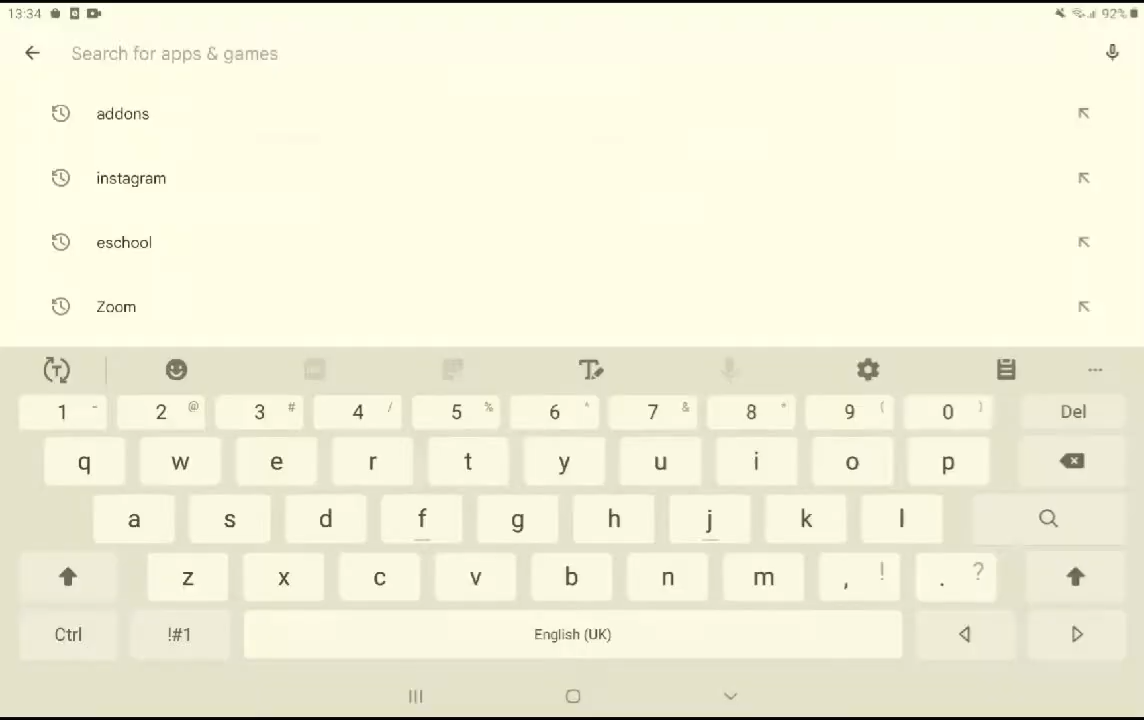 13:34 92%
Search for apps & games
addons
instagram
eschool
Zoom
T T ...
1 - 2 @ 3 # 4 / 5 % 6 ^ 7 & 8 * 9 ( 0 ) Del
q w e r t y u i o p
a s d f g h j k l
z x c v b n m , ! . ?
Ctrl !#1 English (UK)